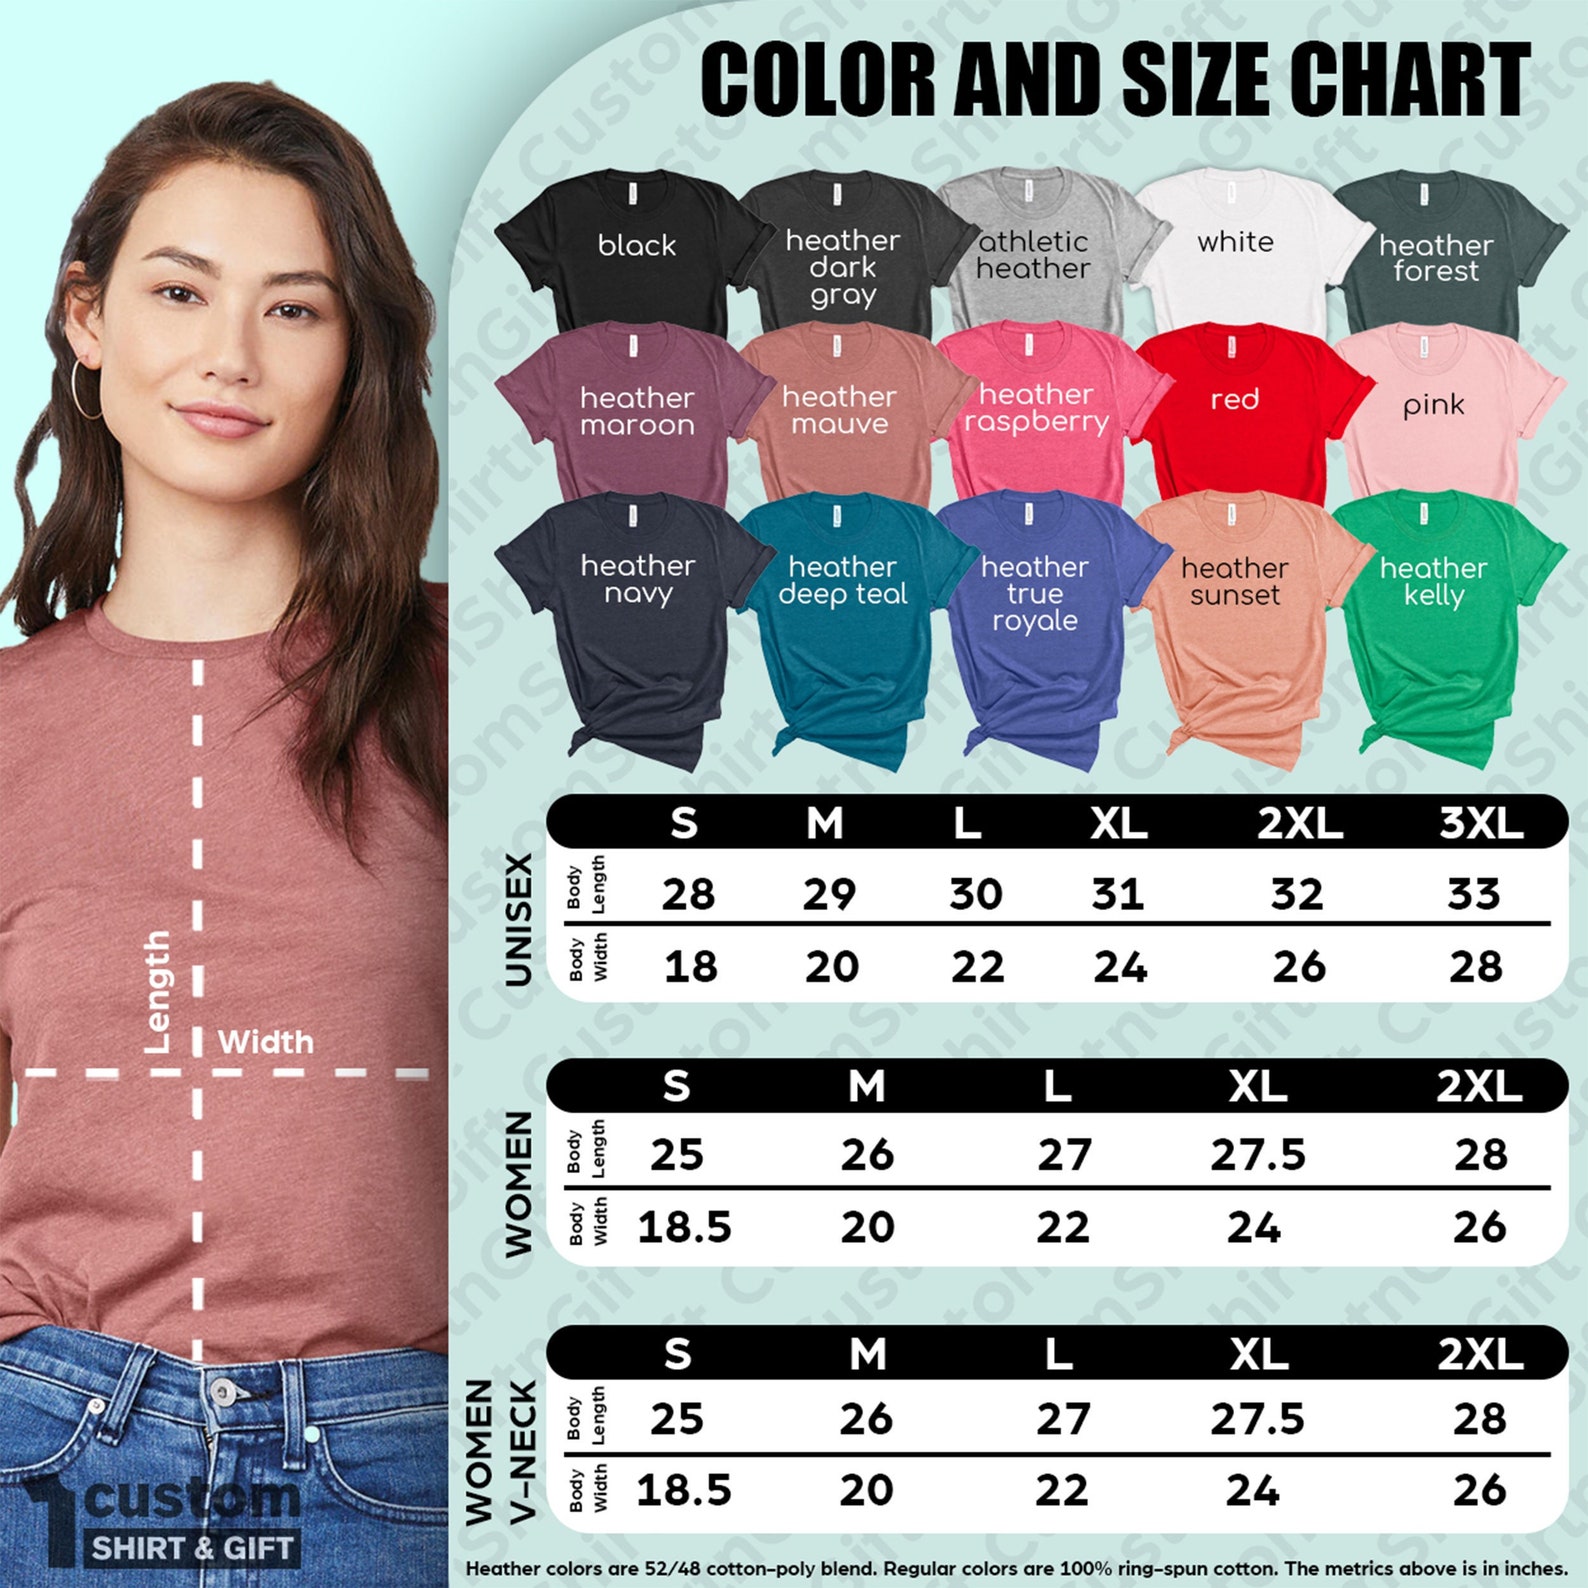 COLOR AND SIZE CHART
black
heather
dark
gray
athletic
heather
white
heather
forest
heather
maroon
heather
mauve
heather
raspberry
red
pink
heather
navy
heather
deep teal
heather
true
royale
heather
sunset
heather
kelly
Length
Width
UNISEX
S M L XL 2XL 3XL
Body
Length
28 29 30 31 32 33
Body
Width
18 20 22 24 26 28
WOMEN
S M L XL 2XL
Body
Length
25 26 27 27.5 28
Body
Width
18.5 20 22 24 26
WOMEN
V-NECK
S M L XL 2XL
Body
Length
25 26 27 27.5 28
Body
Width
18.5 20 22 24 26
1 custom
SHIRT & GIFT
Heather colors are 52/48 cotton-poly blend. Regular colors are 100% ring-spun cotton. The metrics above is in inches.